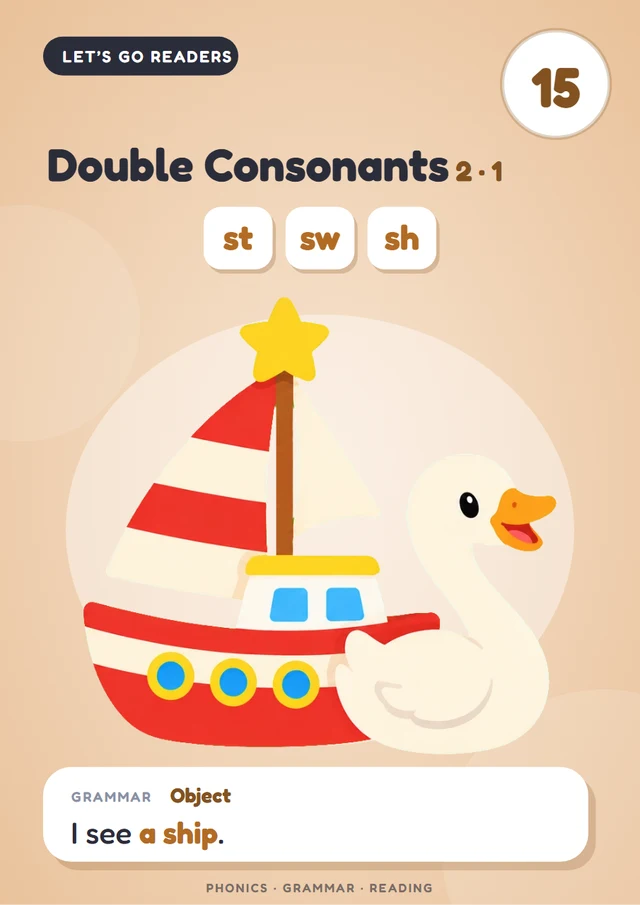 LET'S GO READERS
15
Double Consonants 2 · 1
st sw sh
GRAMMAR Object
I see a ship.
PHONICS · GRAMMAR · READING